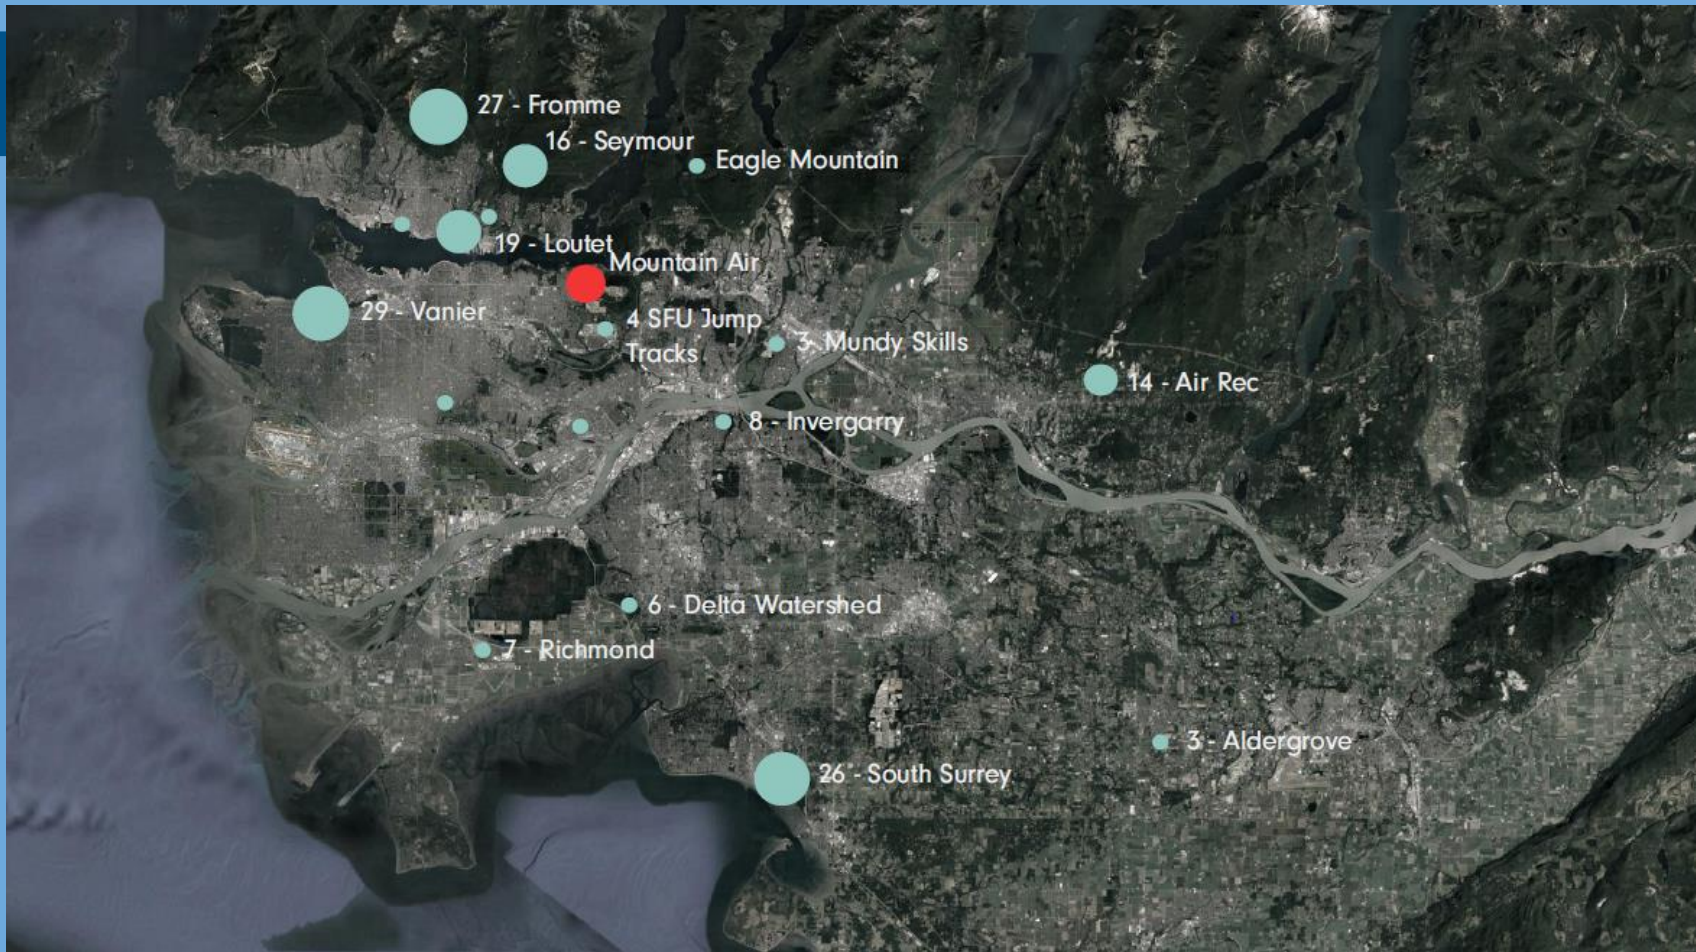 27 - Fromme
16 - Seymour
Eagle Mountain
19 - Loutet
Mountain Air
29 - Vanier
4 SFU Jump
Tracks
3- Mundy Skills
14 - Air Rec
8 - Invergarry
6 - Delta Watershed
7 - Richmond
3 - Aldergrove
26 - South Surrey